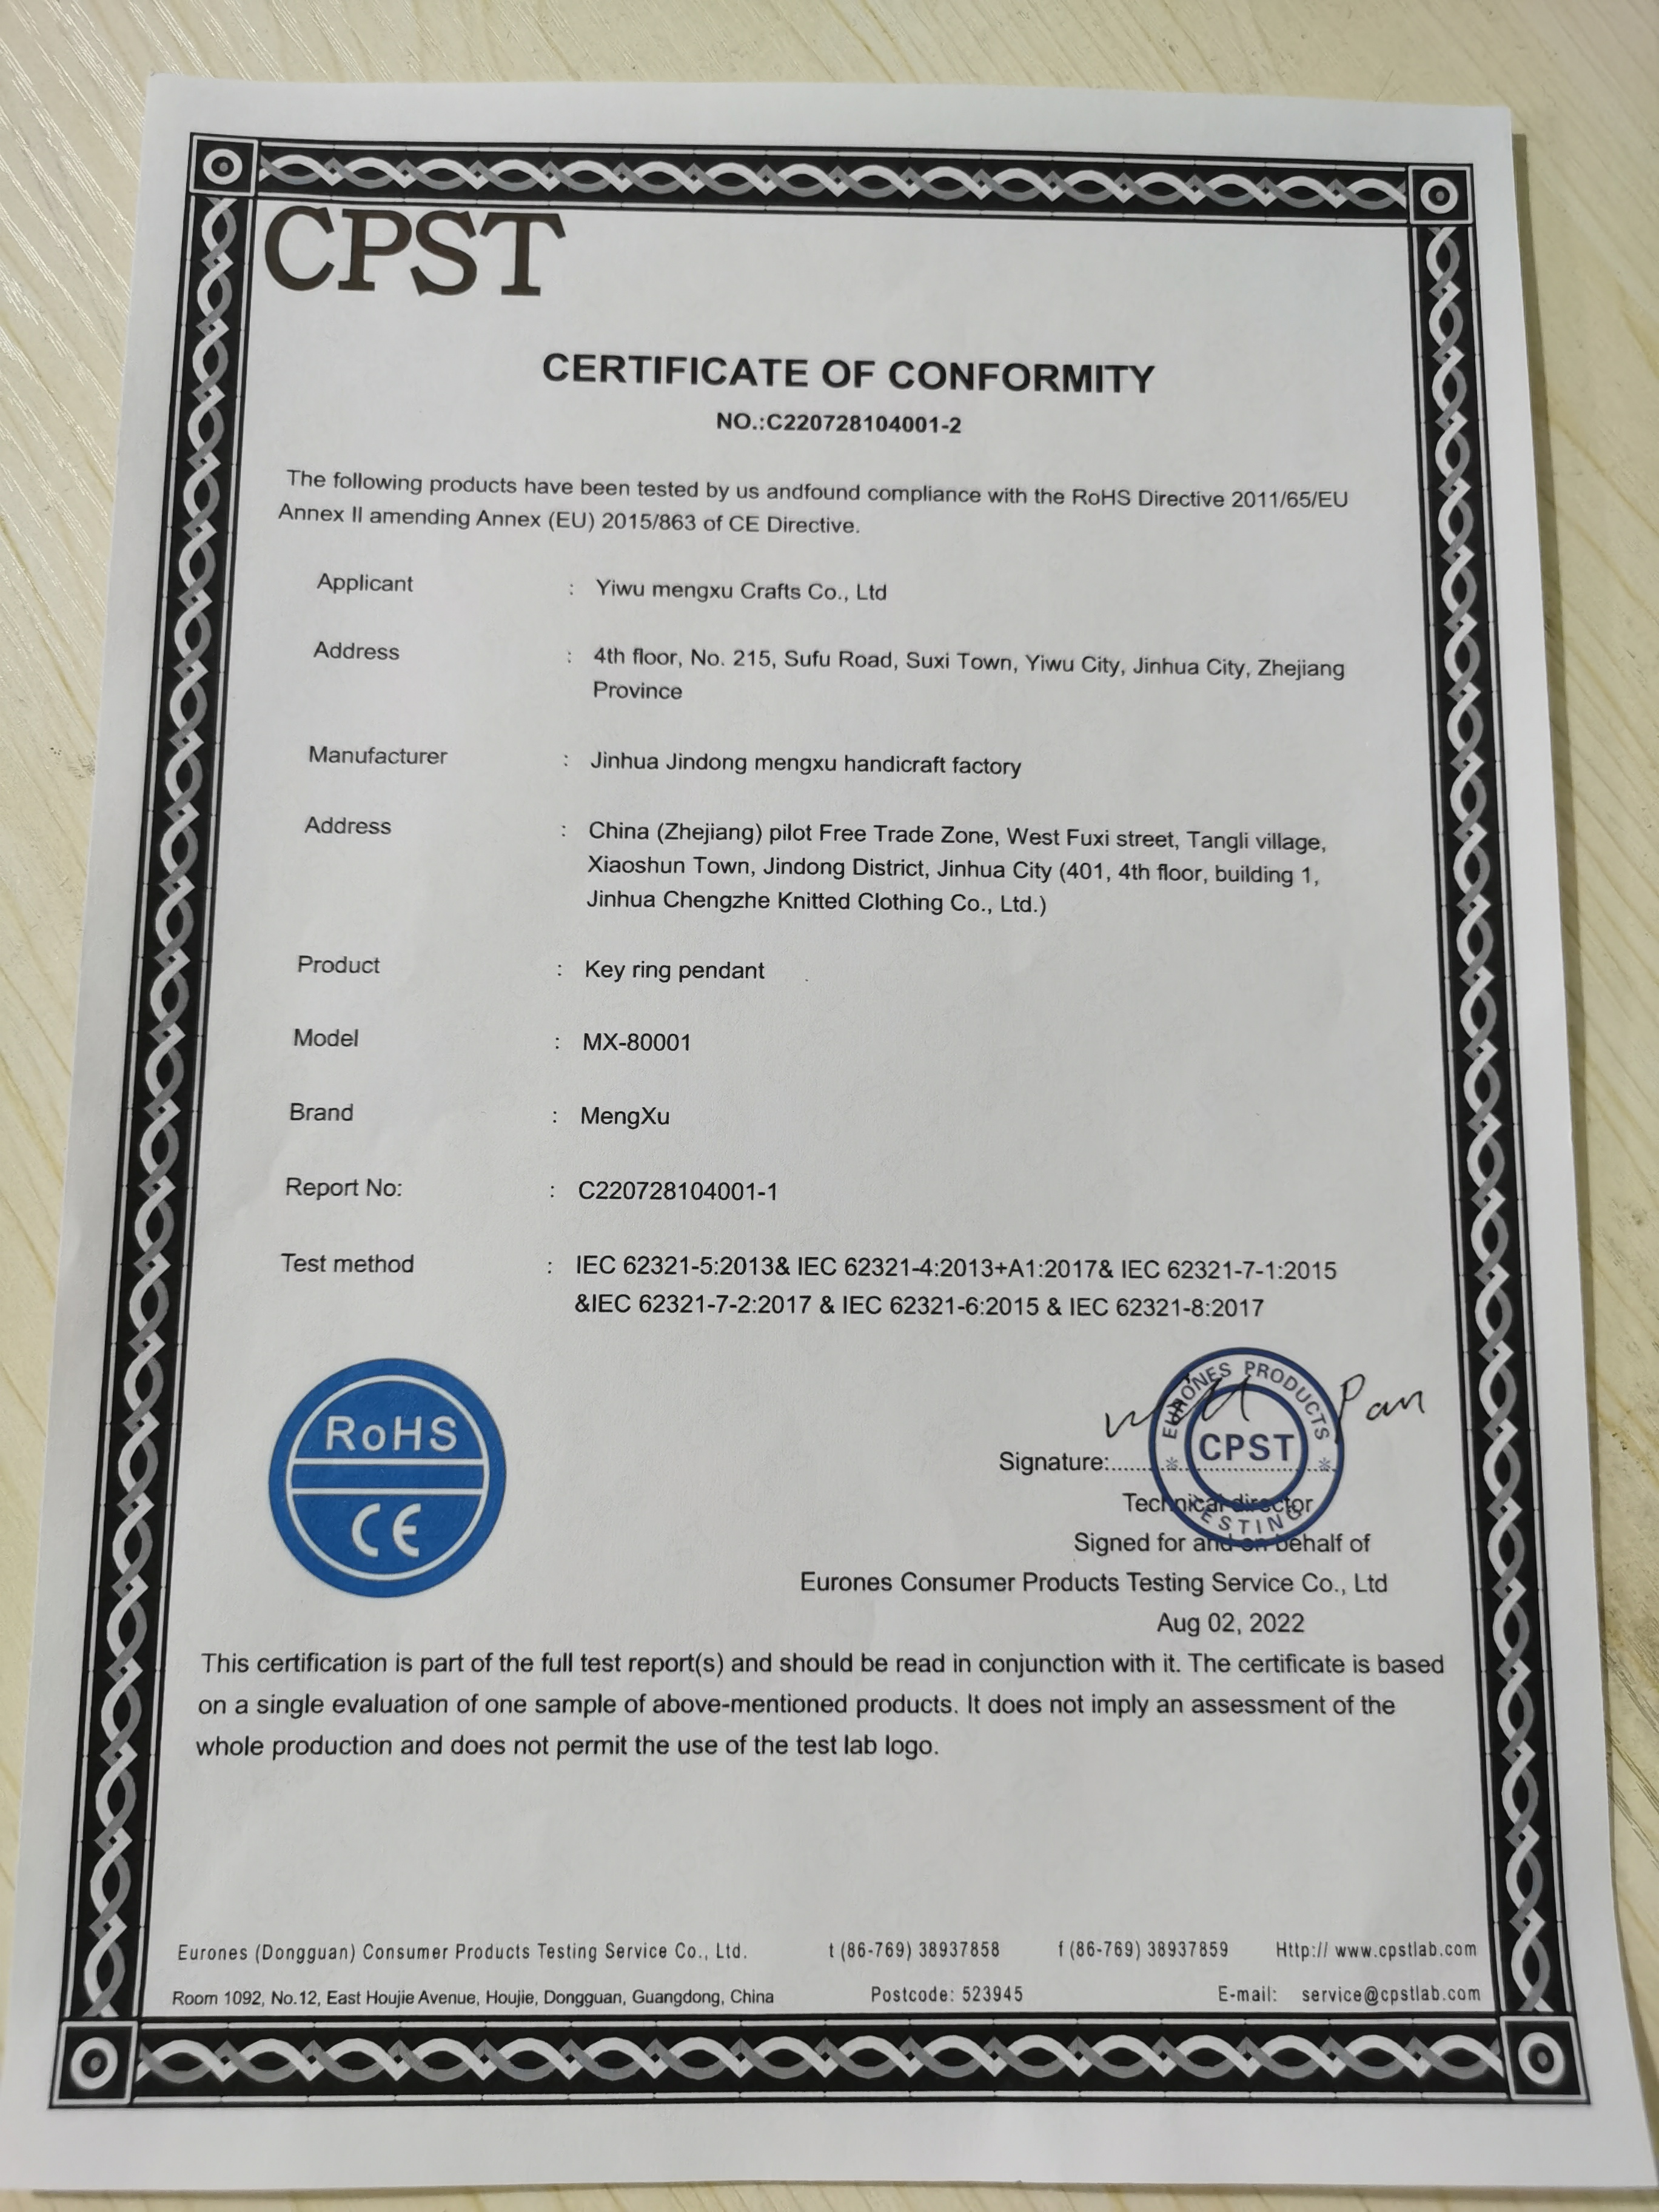 CPST
CERTIFICATE OF CONFORMITY
NO.:C220728104001-2
The following products have been tested by us andfound compliance with the RoHS Directive 2011/65/EU
Annex II amending Annex (EU) 2015/863 of CE Directive.
Applicant : Yiwu mengxu Crafts Co., Ltd
Address : 4th floor, No. 215, Sufu Road, Suxi Town, Yiwu City, Jinhua City, Zhejiang
Province
Manufacturer : Jinhua Jindong mengxu handicraft factory
Address : China (Zhejiang) pilot Free Trade Zone, West Fuxi street, Tangli village,
Xiaoshun Town, Jindong District, Jinhua City (401, 4th floor, building 1,
Jinhua Chengzhe Knitted Clothing Co., Ltd.)
Product : Key ring pendant
Model : MX-80001
Brand : MengXu
Report No: : C220728104001-1
Test method : IEC 62321-5:2013& IEC 62321-4:2013+A1:2017& IEC 62321-7-1:2015
&IEC 62321-7-2:2017 & IEC 62321-6:2015 & IEC 62321-8:2017
RoHS
CE
EURONES PRODUCTS
CPST
TESTING
Pan
Signature:
Technical director
Signed for and on behalf of
Eurones Consumer Products Testing Service Co., Ltd
Aug 02, 2022
This certification is part of the full test report(s) and should be read in conjunction with it. The certificate is based
on a single evaluation of one sample of above-mentioned products. It does not imply an assessment of the
whole production and does not permit the use of the test lab logo.
Eurones (Dongguan) Consumer Products Testing Service Co., Ltd. t (86-769) 38937858 f (86-769) 38937859 Http:// www.cpstlab.com
Room 1092, No.12, East Houjie Avenue, Houjie, Dongguan, Guangdong, China Postcode: 523945 E-mail: service@cpstlab.com